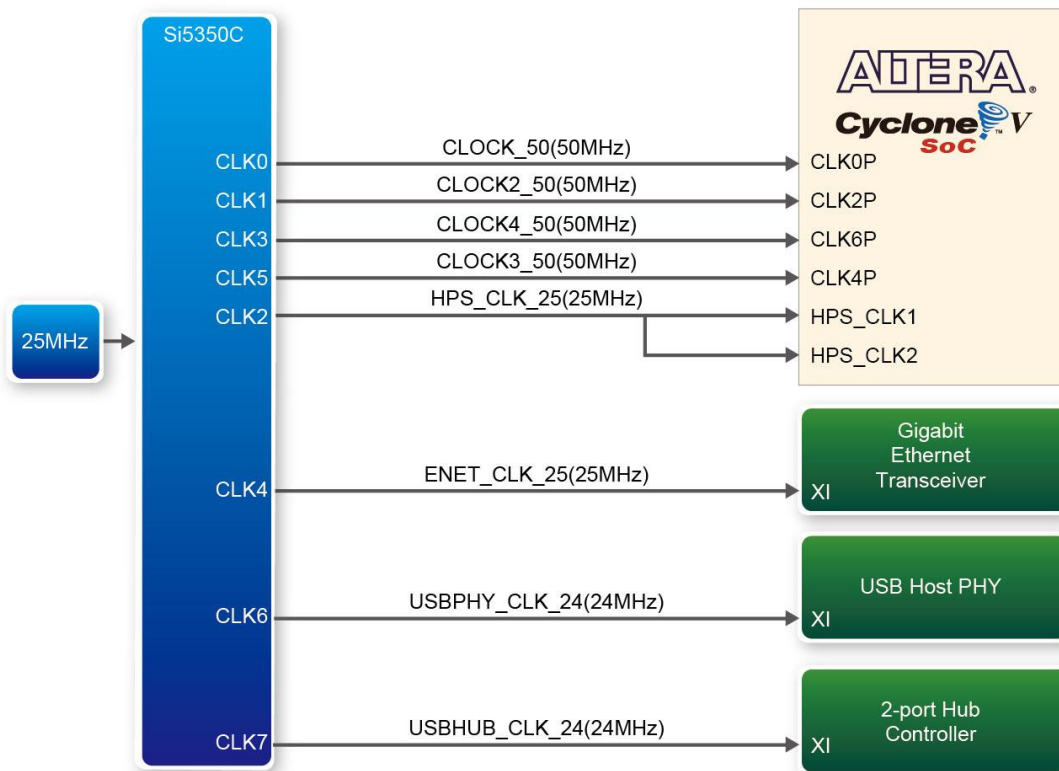 Si5350C
ALTERA®
Cyclone™ V
SoC
CLK0
CLOCK_50(50MHz)
CLK0P
CLK1
CLOCK2_50(50MHz)
CLK2P
CLK3
CLOCK4_50(50MHz)
CLK6P
CLK5
CLOCK3_50(50MHz)
CLK4P
CLK2
HPS_CLK_25(25MHz)
HPS_CLK1
25MHz
HPS_CLK2
Gigabit
Ethernet
Transceiver
CLK4
ENET_CLK_25(25MHz)
XI
USB Host PHY
CLK6
USBPHY_CLK_24(24MHz)
XI
2-port Hub
Controller
CLK7
USBHUB_CLK_24(24MHz)
XI